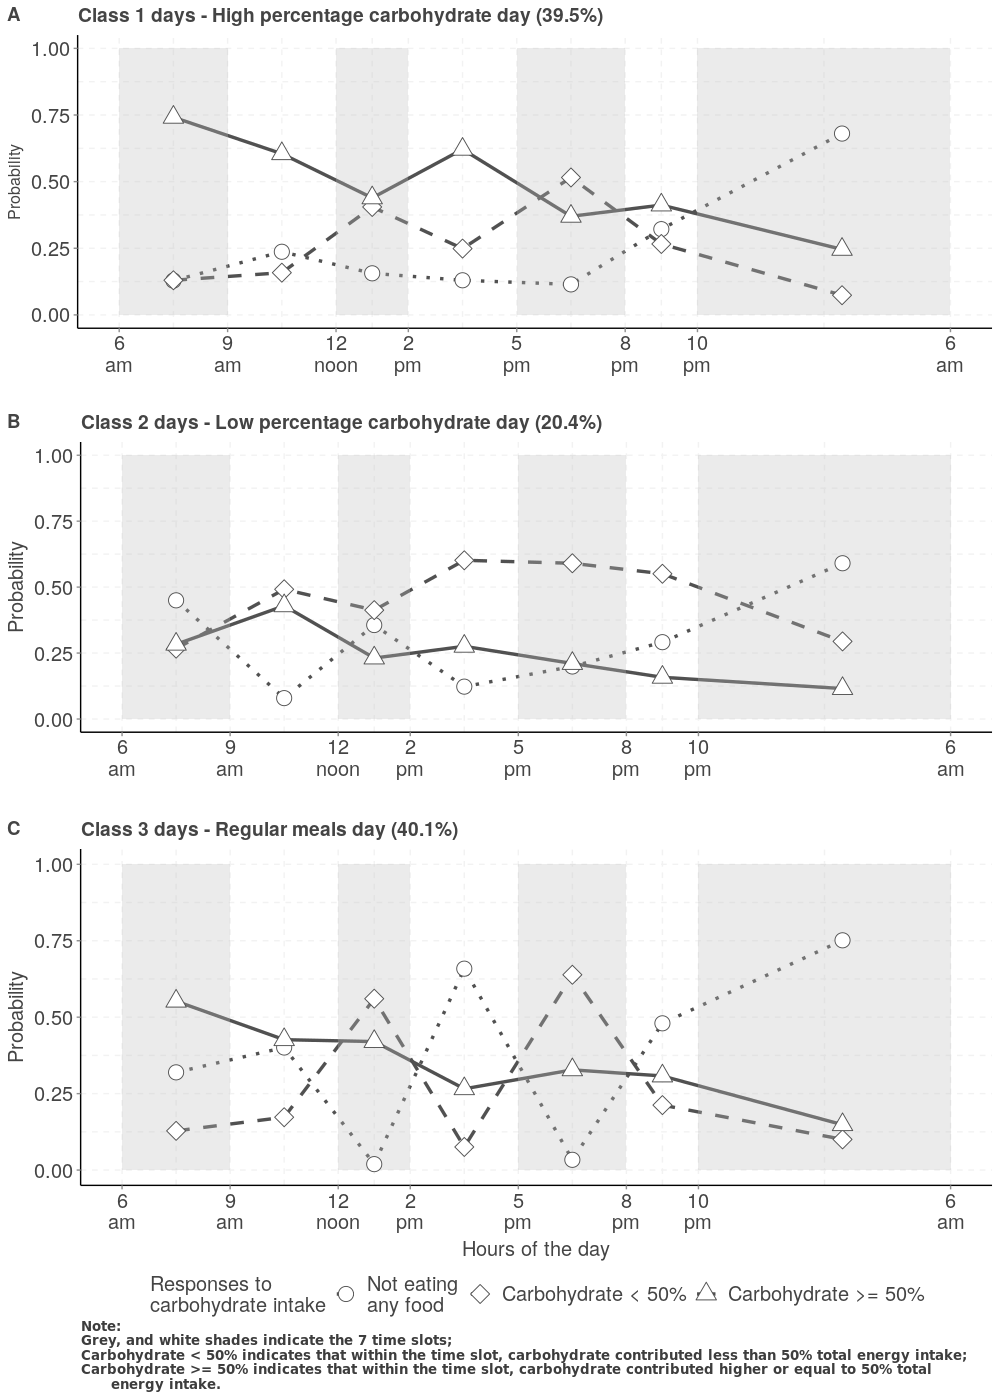 A Class 1 days - High percentage carbohydrate day (39.5%)
1.00
0.75
0.50
0.25
0.00
Probability
6 9 12 2 5 8 10 6
am am noon pm pm pm pm am
B Class 2 days - Low percentage carbohydrate day (20.4%)
1.00
0.75
0.50
0.25
0.00
Probability
6 9 12 2 5 8 10 6
am am noon pm pm pm pm am
C Class 3 days - Regular meals day (40.1%)
1.00
0.75
0.50
0.25
0.00
Probability
6 9 12 2 5 8 10 6
am am noon pm pm pm pm am
Hours of the day
Responses to
carbohydrate intake
Not eating
any food
Carbohydrate < 50%
Carbohydrate >= 50%
Note:
Grey, and white shades indicate the 7 time slots;
Carbohydrate < 50% indicates that within the time slot, carbohydrate contributed less than 50% total energy intake;
Carbohydrate >= 50% indicates that within the time slot, carbohydrate contributed higher or equal to 50% total
energy intake.